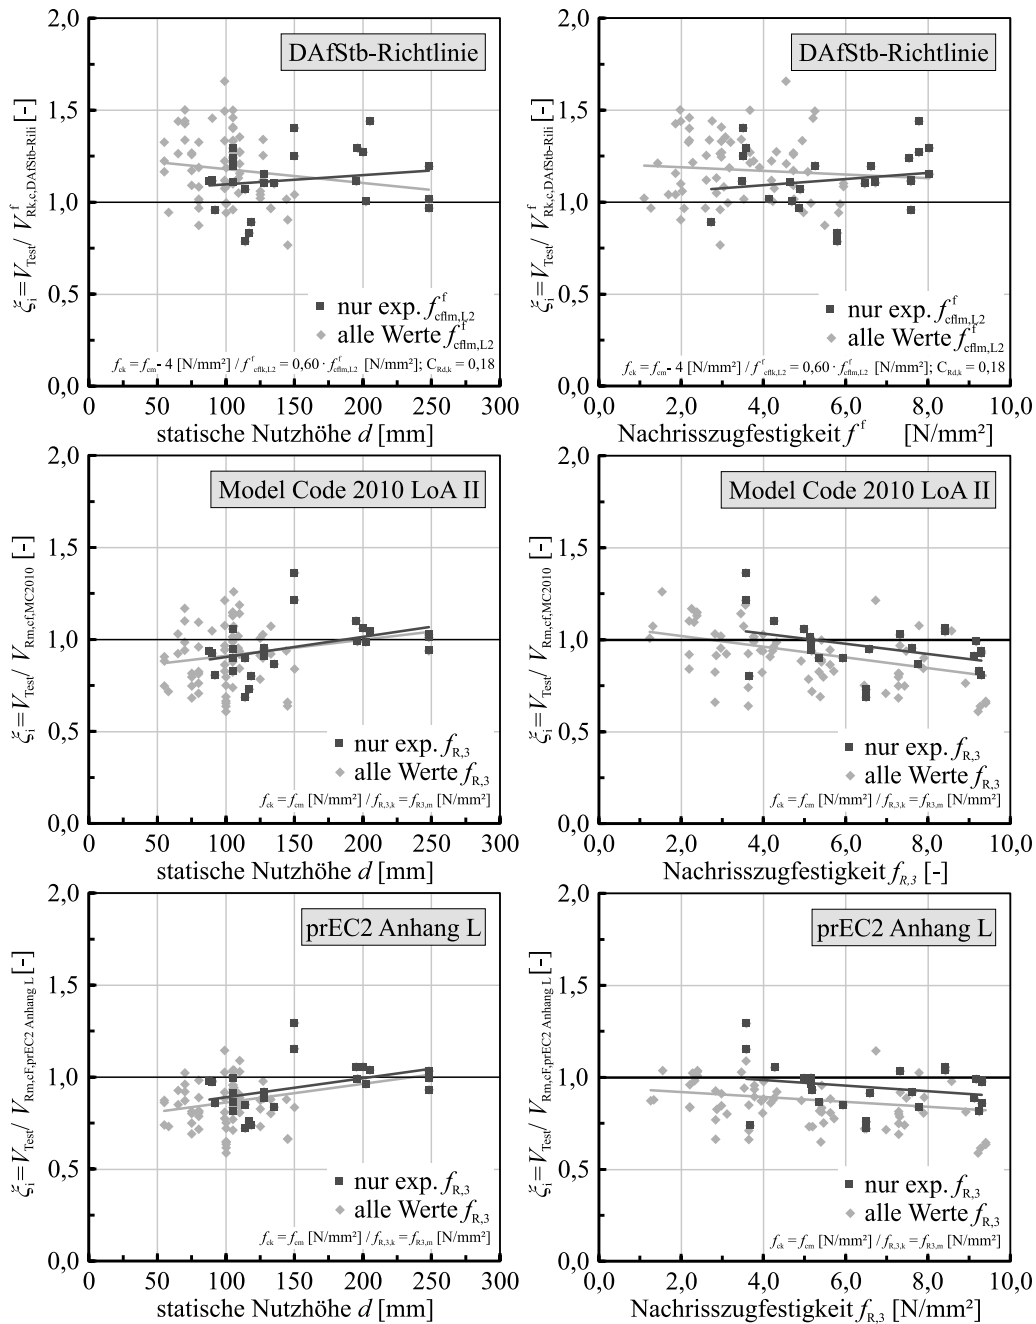 DAfStb-Richtlinie
ξi=VTest/ V^f Rk,c,DAfStb-Rili [-]
2,0
1,5
1,0
0,5
0,0
nur exp. f^f cflm,L2
alle Werte f^f cflm,L2
fck = fcm- 4 [N/mm²] / f^f cflk,L2 = 0,60 · f^f cflm,L2 [N/mm²]; CRd,k = 0,18
0 50 100 150 200 250 300
statische Nutzhöhe d [mm]
DAfStb-Richtlinie
ξi=VTest/ V^f Rk,c,DAfStb-Rili [-]
2,0
1,5
1,0
0,5
0,0
nur exp. f^f cflm,L2
alle Werte f^f cflm,L2
fck = fcm- 4 [N/mm²] / f^f cflk,L2 = 0,60 · f^f cflm,L2 [N/mm²]; CRd,k = 0,18
0,0 2,0 4,0 6,0 8,0 10,0
Nachrisszugfestigkeit f^f [N/mm²]
Model Code 2010 LoA II
ξi=VTest/ VRm,cf,MC2010 [-]
2,0
1,5
1,0
0,5
0,0
nur exp. fR,3
alle Werte fR,3
fck = fcm [N/mm²] / fR,3,k = fR3,m [N/mm²]
0 50 100 150 200 250 300
statische Nutzhöhe d [mm]
Model Code 2010 LoA II
ξi=VTest/ VRm,cf,MC2010 [-]
2,0
1,5
1,0
0,5
0,0
nur exp. fR,3
alle Werte fR,3
fck = fcm [N/mm²] / fR,3,k = fR3,m [N/mm²]
0,0 2,0 4,0 6,0 8,0 10,0
Nachrisszugfestigkeit fR,3 [-]
prEC2 Anhang L
ξi=VTest/ VRm,cF,prEC2 Anhang L [-]
2,0
1,5
1,0
0,5
0,0
nur exp. fR,3
alle Werte fR,3
fck = fcm [N/mm²] / fR,3,k = fR3,m [N/mm²]
0 50 100 150 200 250 300
statische Nutzhöhe d [mm]
prEC2 Anhang L
ξi=VTest/ VRm,cF,prEC2 Anhang L [-]
2,0
1,5
1,0
0,5
0,0
nur exp. fR,3
alle Werte fR,3
fck = fcm [N/mm²] / fR,3,k = fR3,m [N/mm²]
0,0 2,0 4,0 6,0 8,0 10,0
Nachrisszugfestigkeit fR,3 [N/mm²]